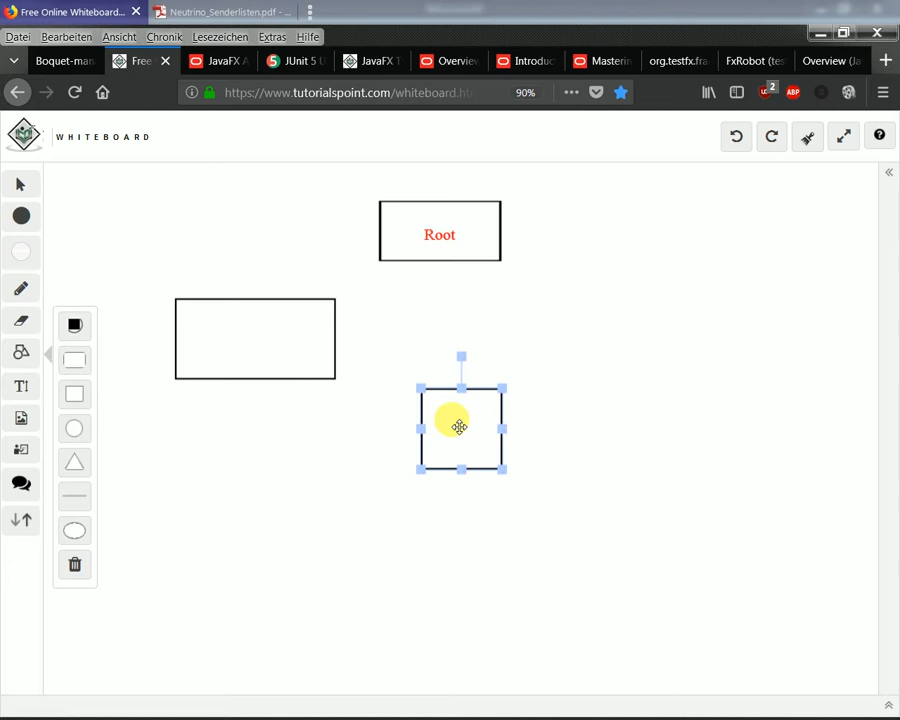 Free Online Whiteboard...
Neutrino_Senderlisten.pdf - ...
Datei Bearbeiten Ansicht Chronik Lesezeichen Extras Hilfe
Boquet-man
Free
JavaFX A
JUnit 5 U
JavaFX T
Overview
Introduc
Masterin
org.testfx.fra
FxRobot (tes
Overview (Ja
https://www.tutorialspoint.com/whiteboard.ht
90%
2
ABP
WHITEBOARD
Root